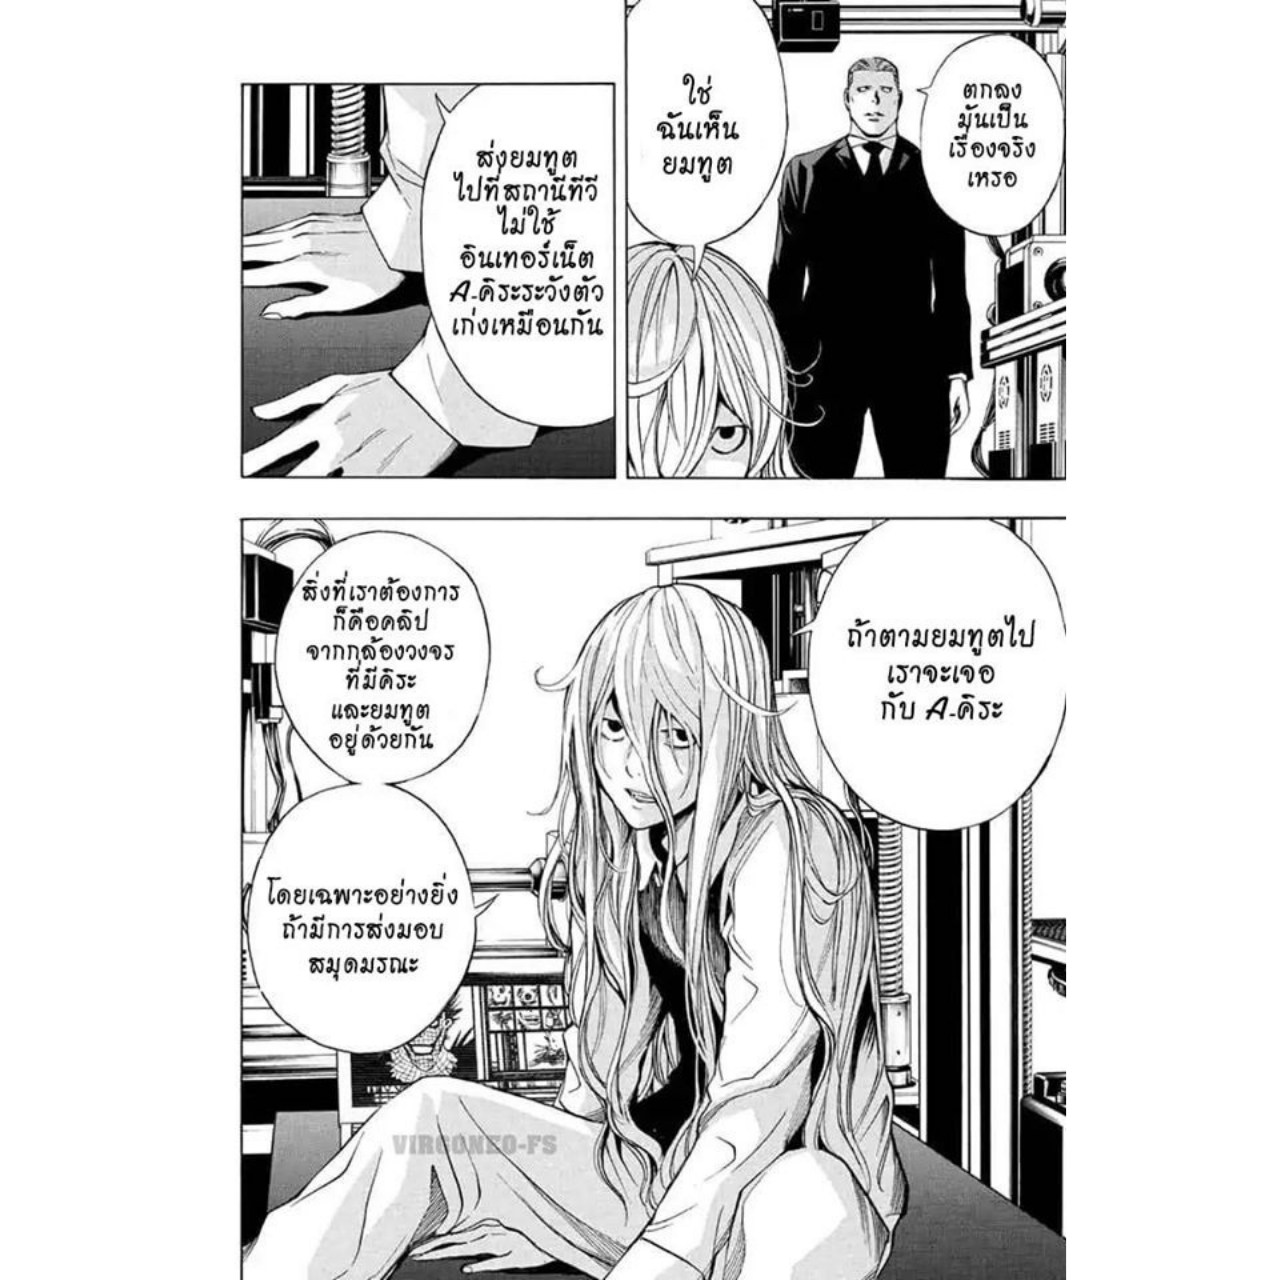 ตกลง
มันเป็น
เรื่องจริง
เหรอ
ใช่
ฉันเห็น
ยมทูต
ส่งยมทูต
ไปที่สถานีทีวี
ไม่ใช้
อินเทอร์เน็ต
A-คิระระวังตัว
เก่งเหมือนกัน
ถ้าตามยมทูตไป
เราจะเจอ
กับ A-คิระ
สิ่งที่เราต้องการ
ก็คือคลิป
จากกล้องวงจร
ที่มีคิระ
และยมทูต
อยู่ด้วยกัน
โดยเฉพาะอย่างยิ่ง
ถ้ามีการส่งมอบ
สมุดมรณะ
VIRGONEO-FS